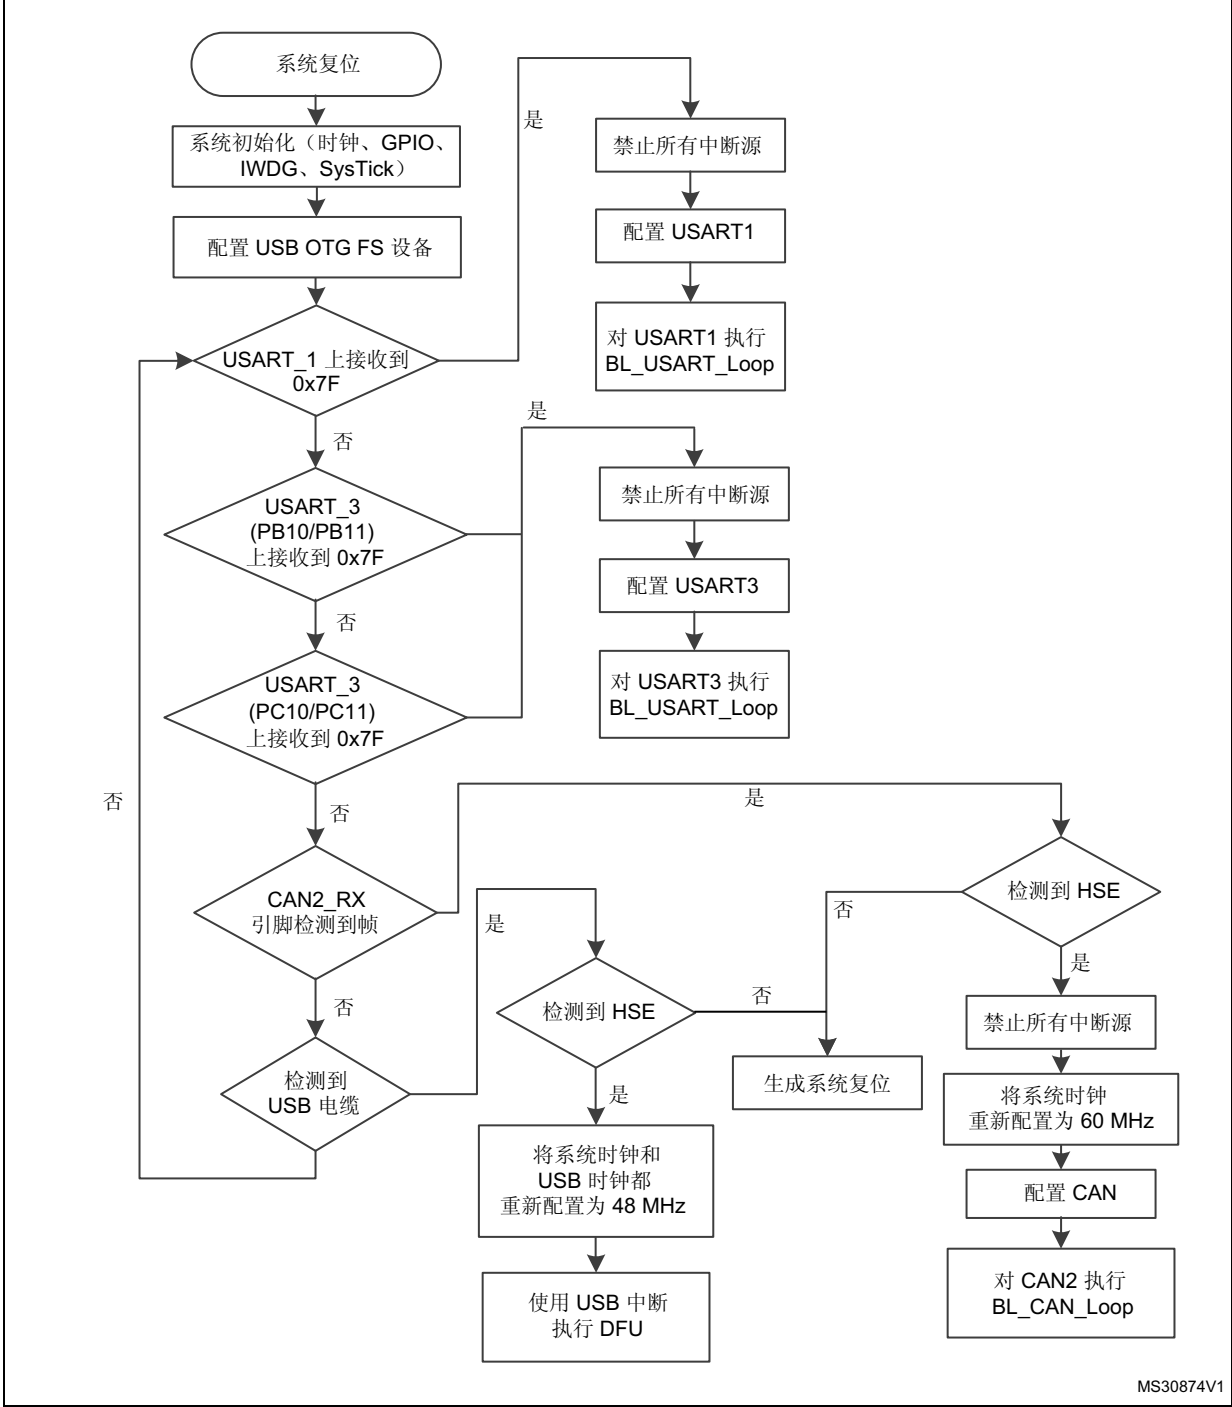 系统复位
系统初始化（时钟、GPIO、
IWDG、SysTick）
配置 USB OTG FS 设备
USART_1 上接收到
0x7F
是
禁止所有中断源
配置 USART1
对 USART1 执行
BL_USART_Loop
否
USART_3
(PB10/PB11)
上接收到 0x7F
是
禁止所有中断源
配置 USART3
对 USART3 执行
BL_USART_Loop
否
USART_3
(PC10/PC11)
上接收到 0x7F
否
否
CAN2_RX
引脚检测到帧
是
检测到 HSE
否
是
禁止所有中断源
将系统时钟
重新配置为 60 MHz
配置 CAN
对 CAN2 执行
BL_CAN_Loop
否
检测到
USB 电缆
是
检测到 HSE
否
生成系统复位
是
将系统时钟和
USB 时钟都
重新配置为 48 MHz
使用 USB 中断
执行 DFU
MS30874V1